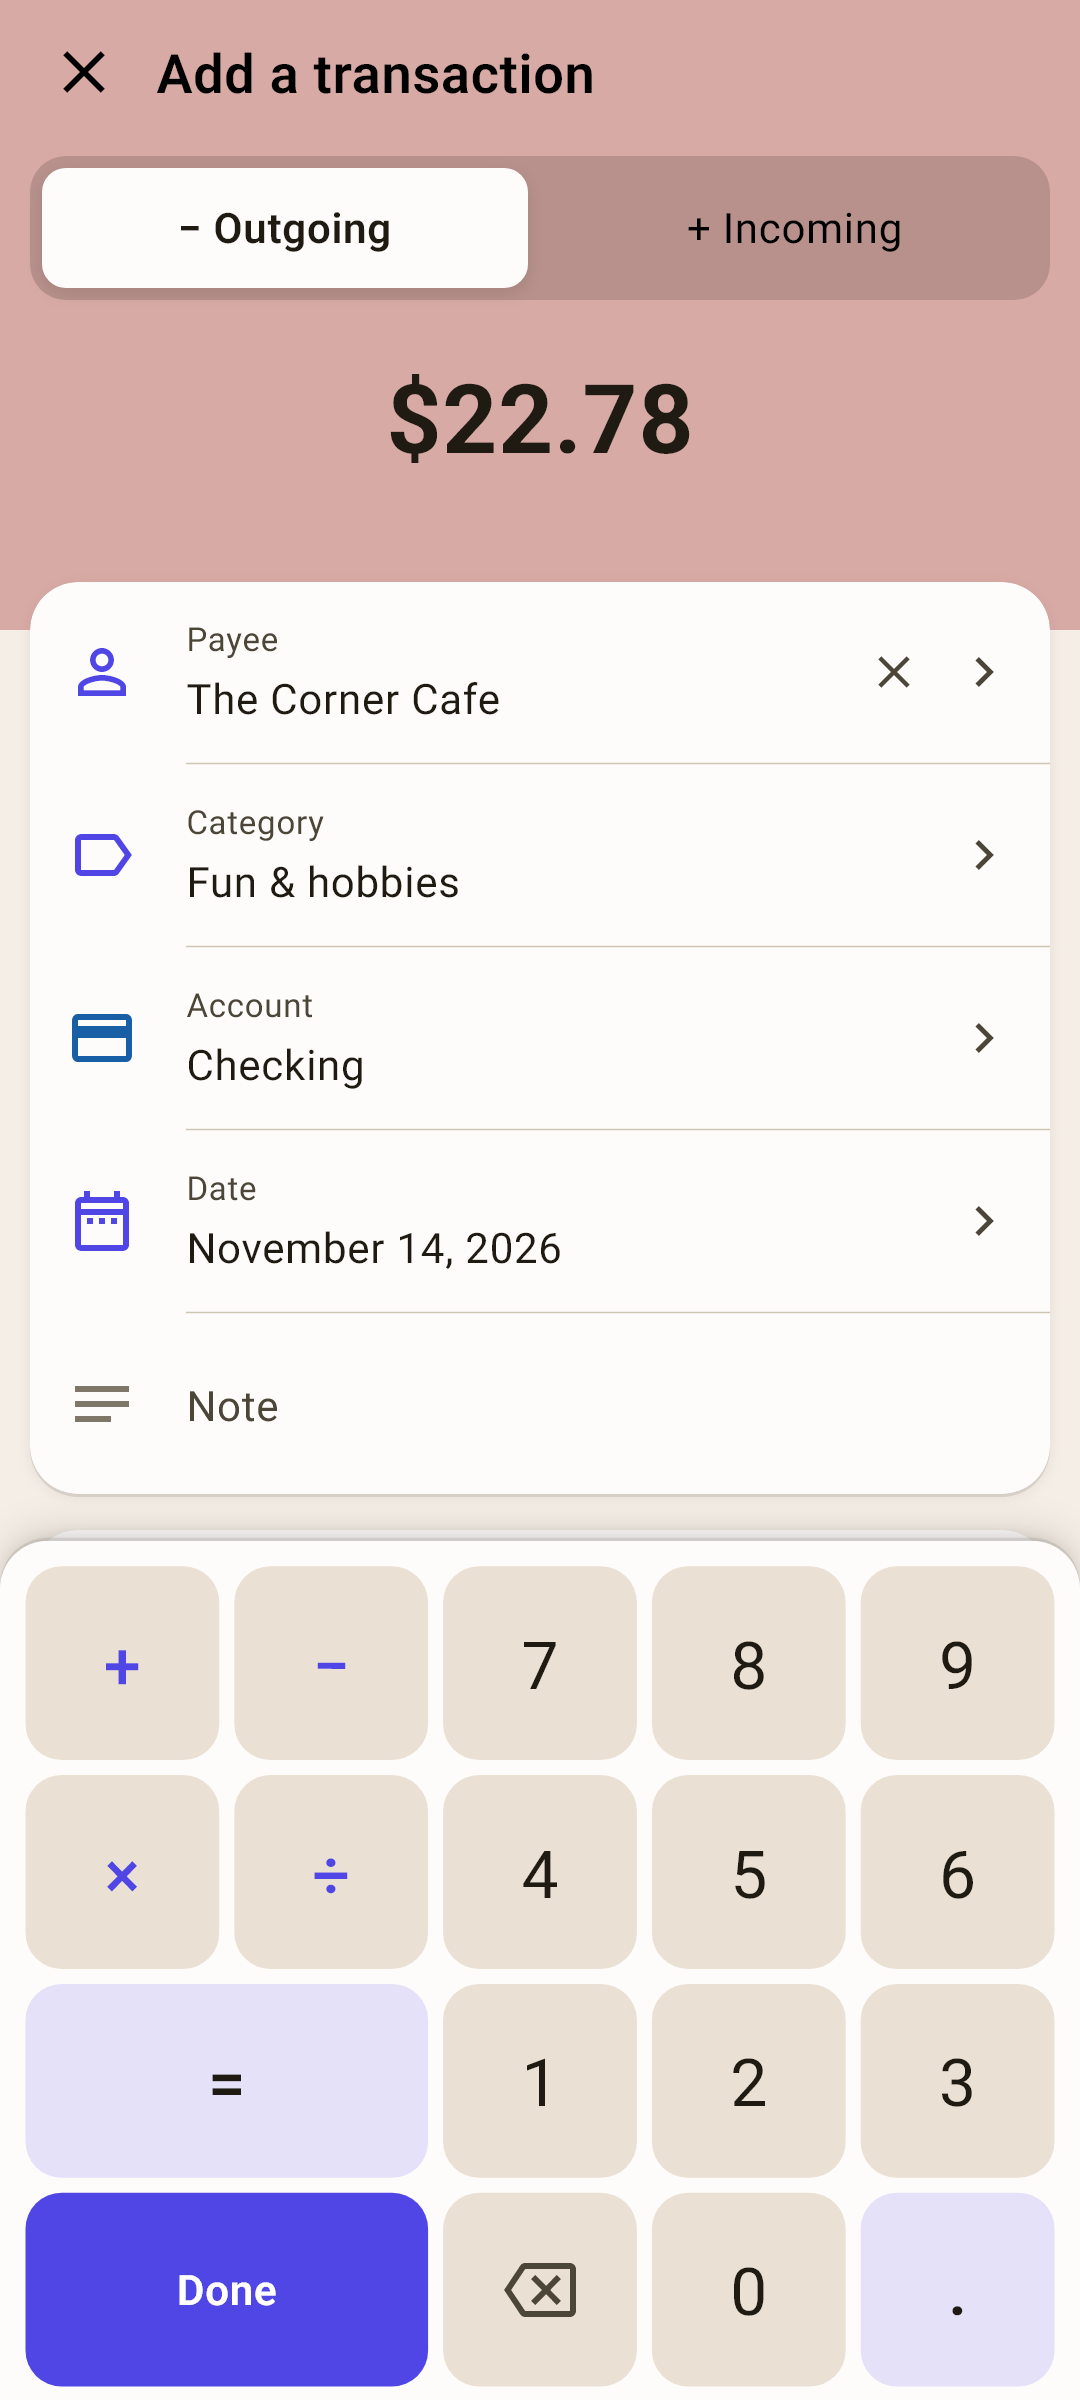 Add a transaction
− Outgoing
+ Incoming
$22.78
Payee
The Corner Cafe
Category
Fun & hobbies
Account
Checking
Date
November 14, 2026
Note
+ − 7 8 9
× ÷ 4 5 6
= 1 2 3
Done 0 .